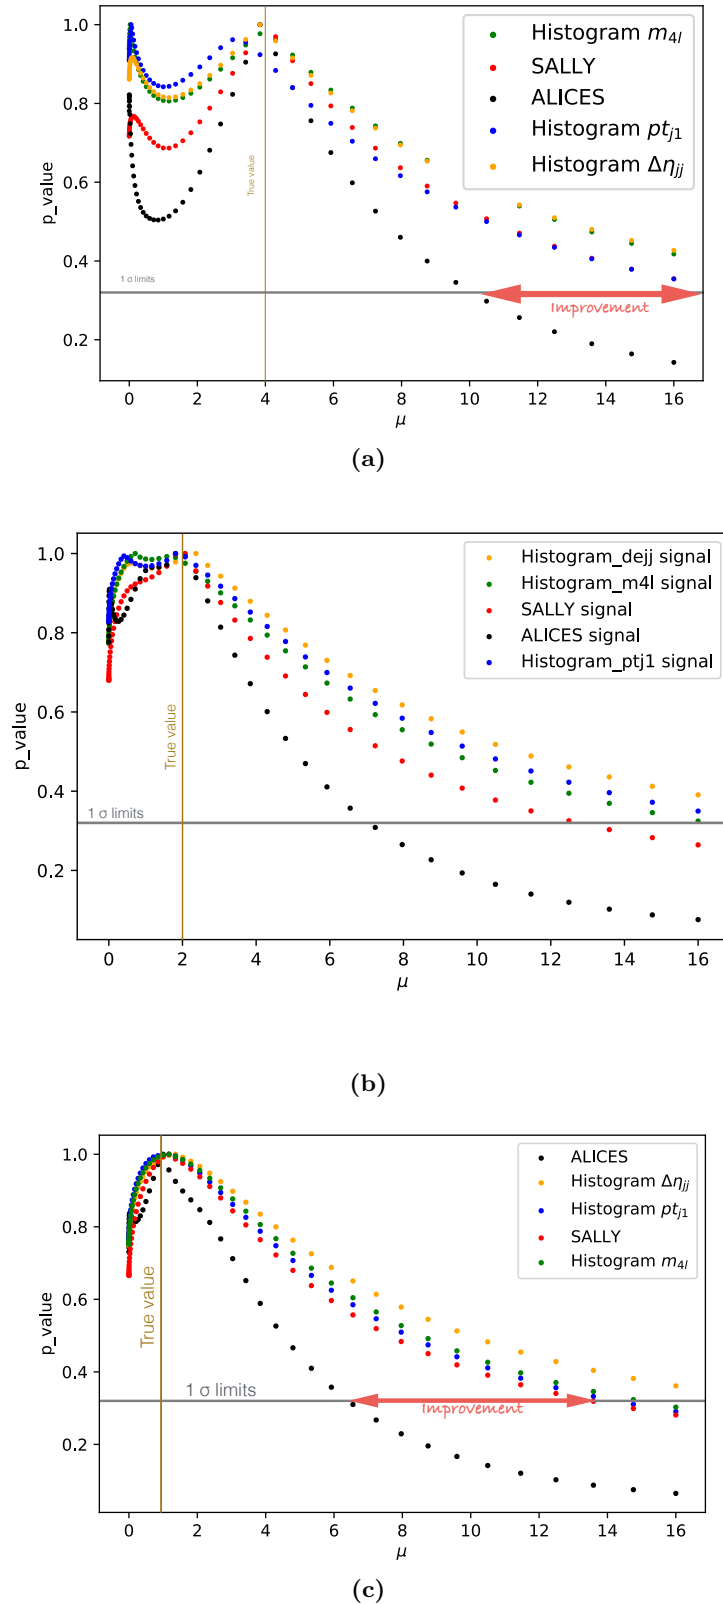 1.0
0.8
0.6
0.4
0.2
p_value
Histogram m4l
SALLY
ALICES
Histogram ptj1
Histogram Δηjj
True value
1 σ limits
Improvement
0 2 4 6 8 10 12 14 16
μ
(a)
1.0
0.8
0.6
0.4
0.2
p_value
Histogram_dejj signal
Histogram_m4l signal
SALLY signal
ALICES signal
Histogram_ptj1 signal
True value
1 σ limits
0 2 4 6 8 10 12 14 16
μ
(b)
1.0
0.8
0.6
0.4
0.2
p_value
ALICES
Histogram Δηjj
Histogram ptj1
SALLY
Histogram m4l
True value
1 σ limits
Improvement
0 2 4 6 8 10 12 14 16
μ
(c)